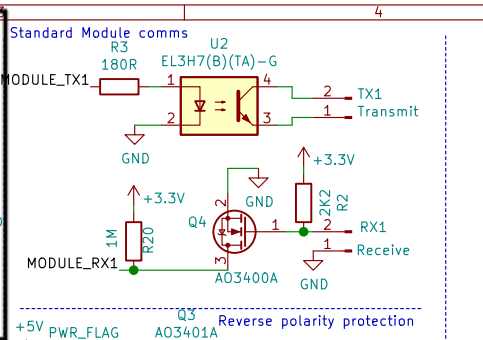 4
Standard Module comms
R3
180R
U2
EL3H7(B)(TA)-G
MODULE_TX1
1
4
2
TX1
2
3
1
Transmit
GND
+3.3V
+3.3V
2
GND
2K2
R2
Q4
1
2
RX1
1M
R20
MODULE_RX1
3
1
Receive
AO3400A
GND
Q3
+5V
PWR_FLAG
AO3401A
Reverse polarity protection